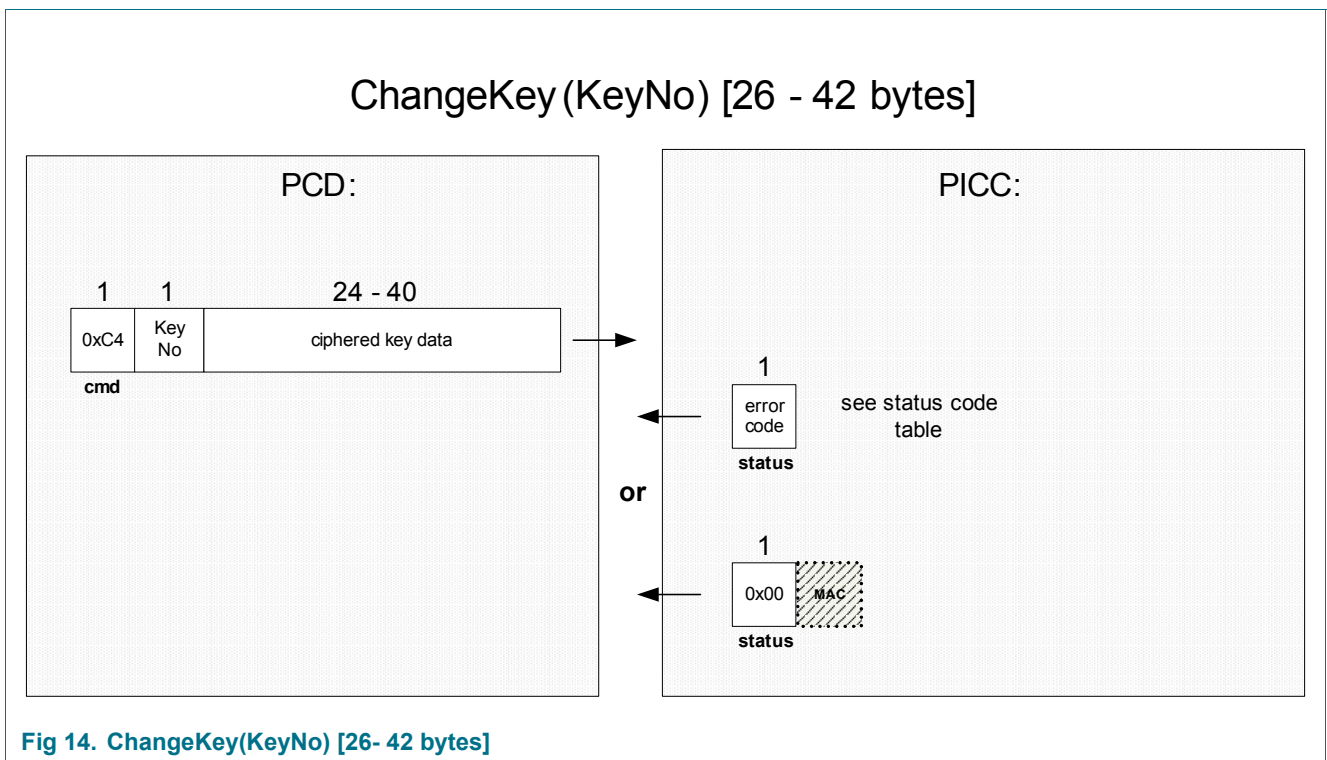 ChangeKey (KeyNo) [26 - 42 bytes]
PCD:
PICC:
1 1 24 - 40
0xC4
Key
No
ciphered key data
cmd
1
error
code
see status code
table
status
or
1
0x00
MAC
status
Fig 14. ChangeKey(KeyNo) [26- 42 bytes]